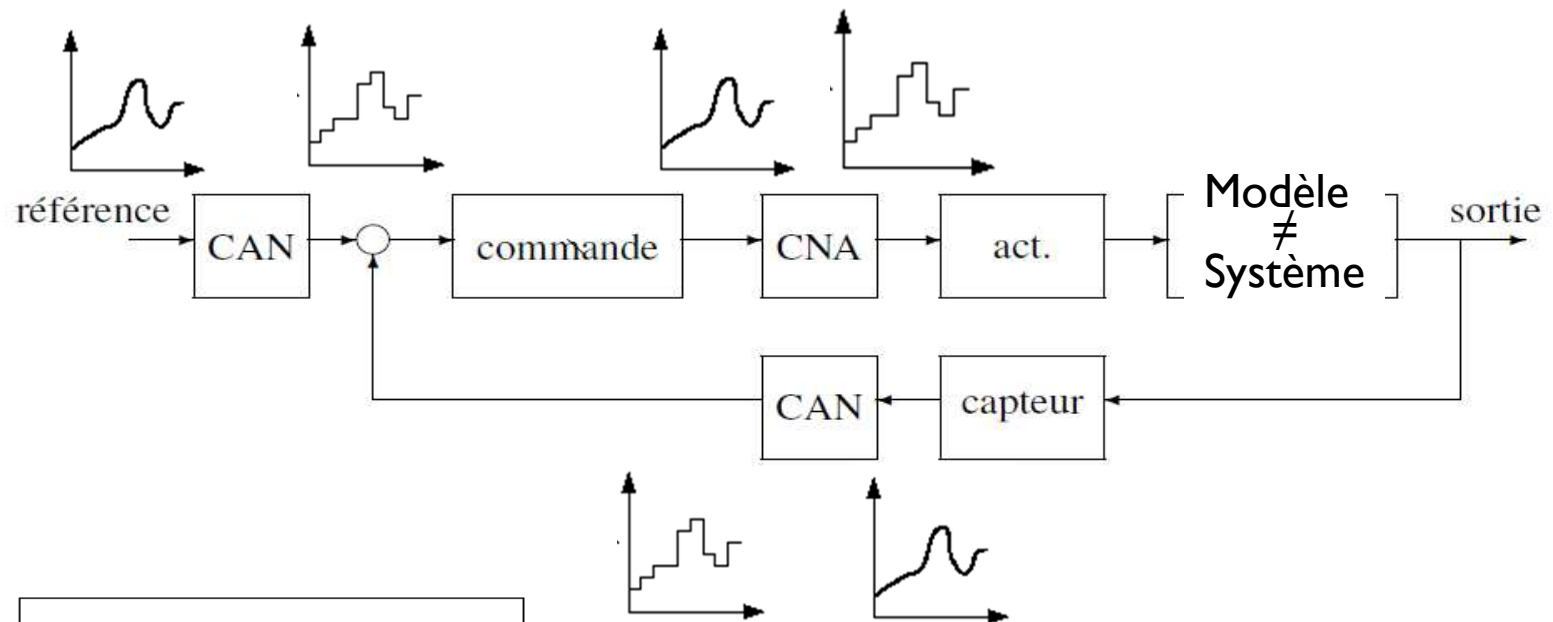 référence
CAN
commande
CNA
act.
Modèle
≠
Système
sortie
CAN
capteur